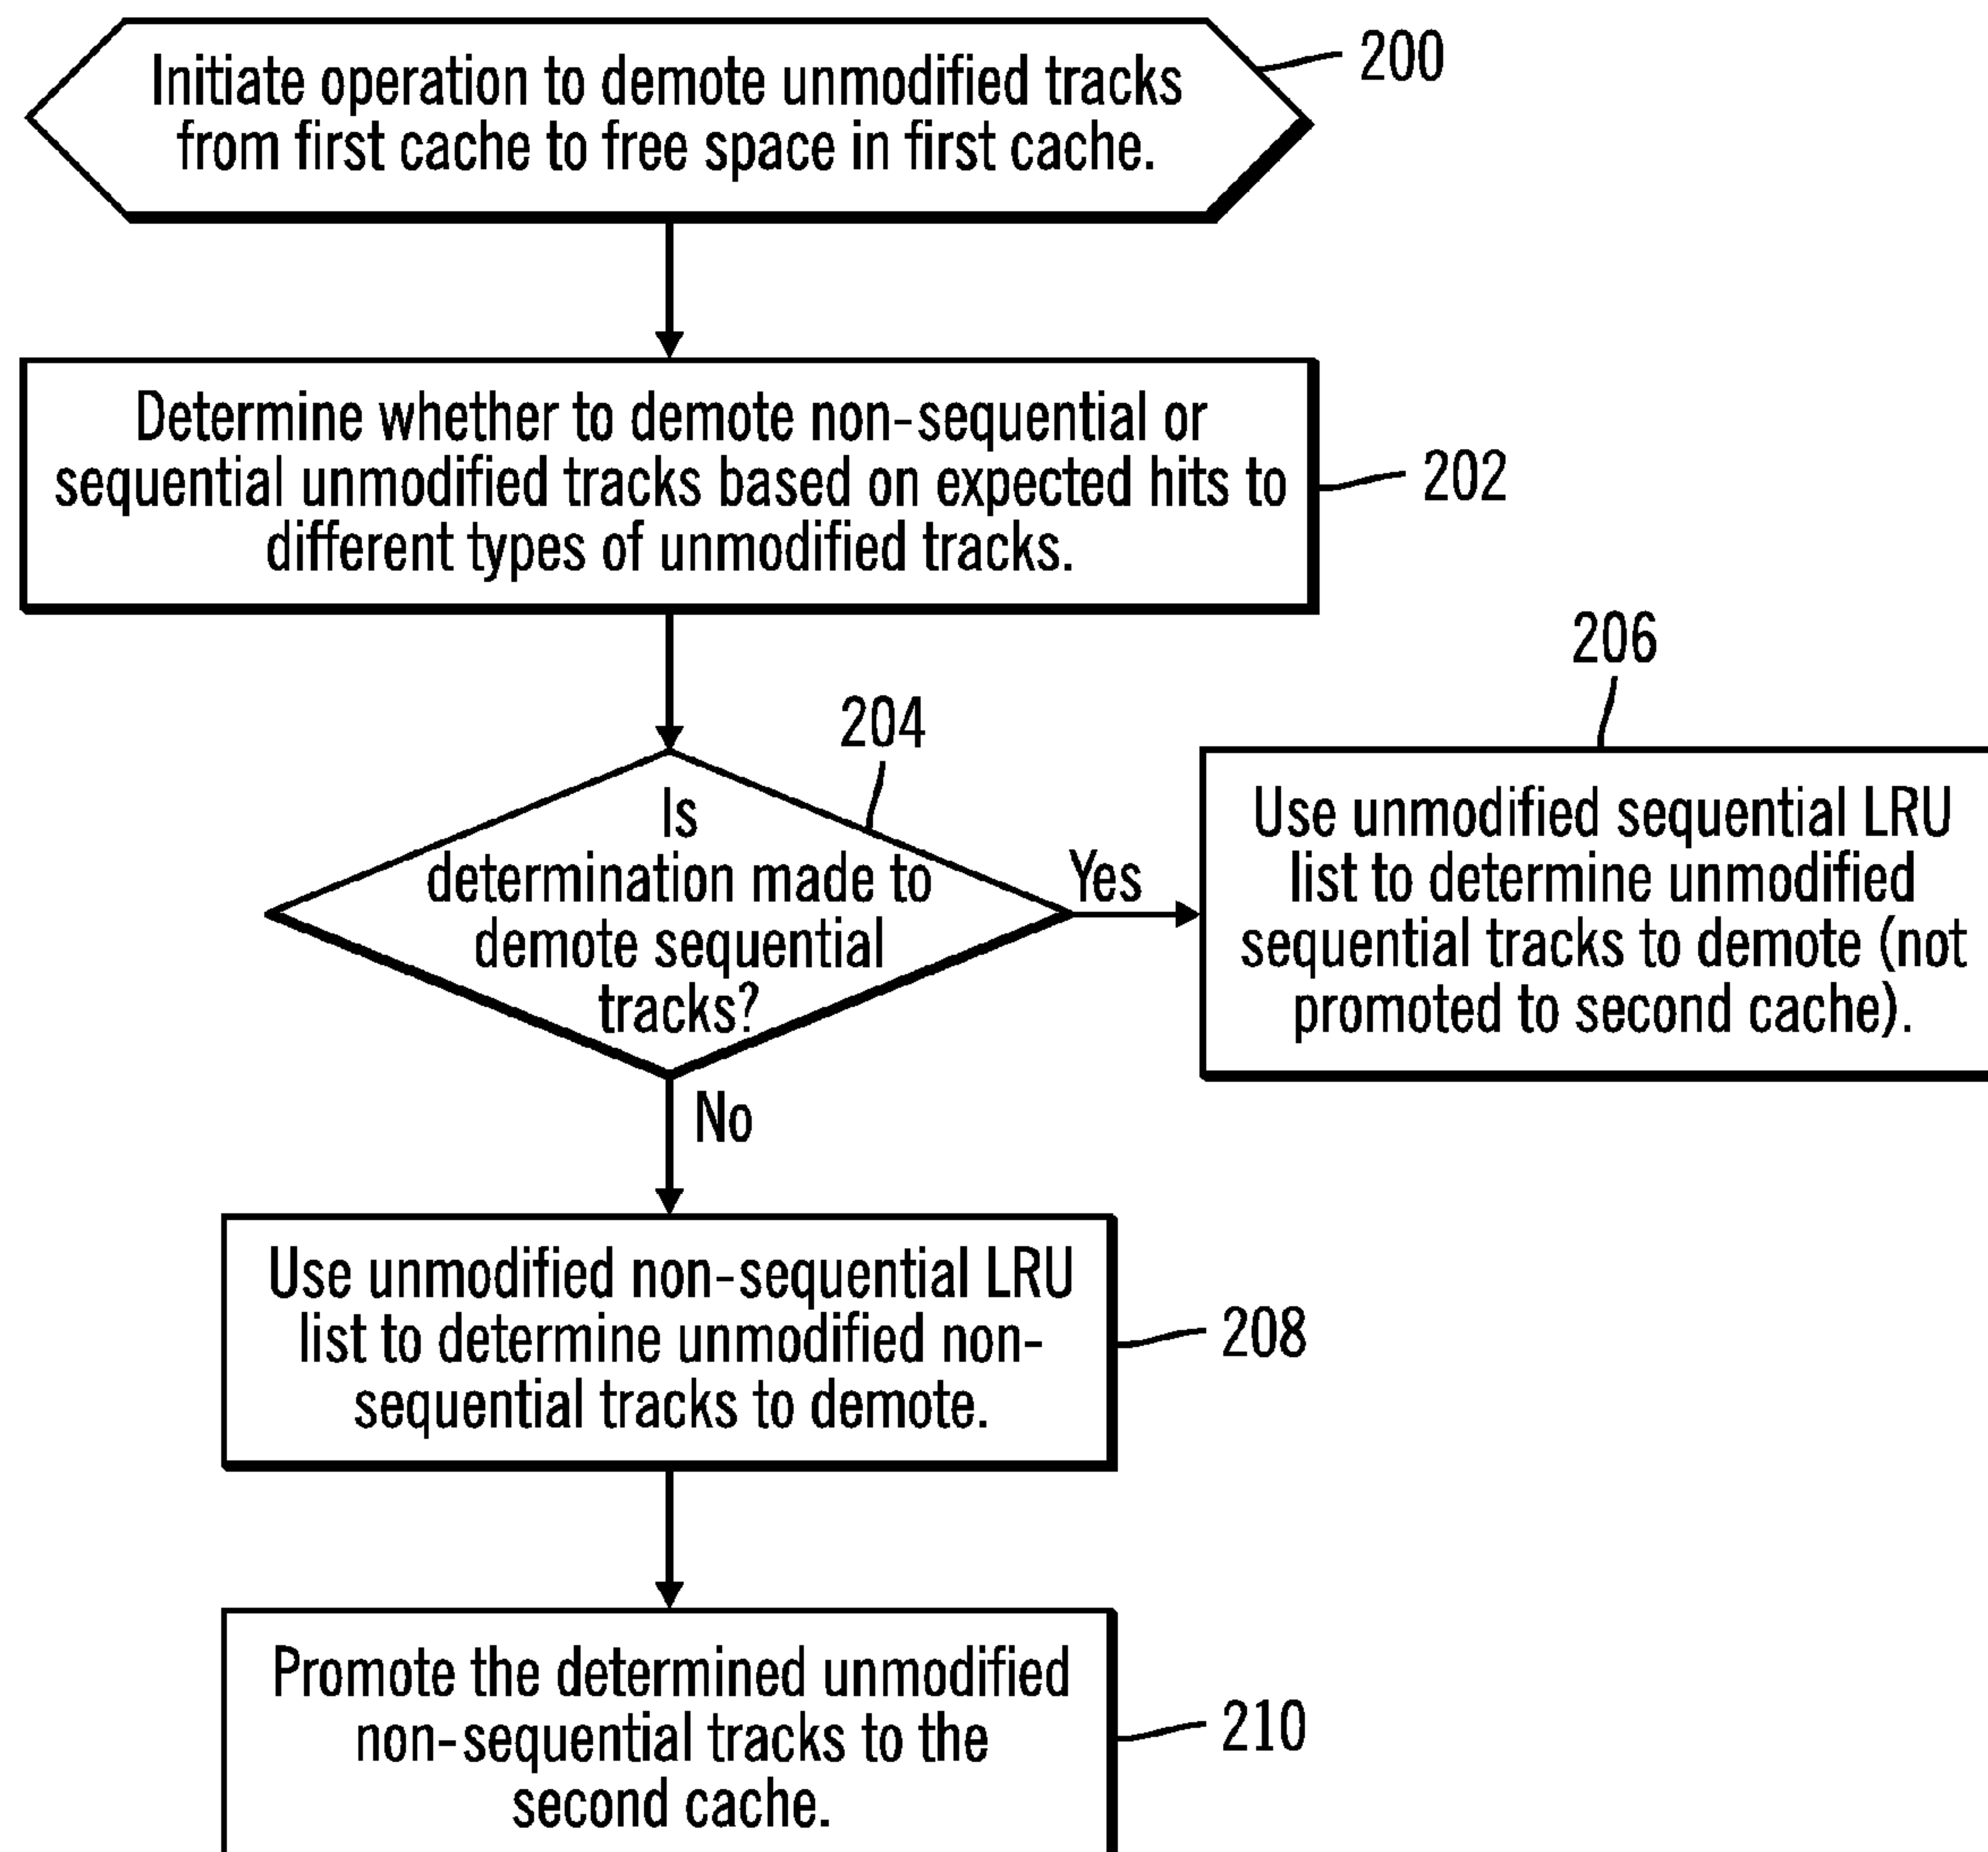 Initiate operation to demote unmodified tracks
from first cache to free space in first cache.
200
Determine whether to demote non-sequential or
sequential unmodified tracks based on expected hits to
different types of unmodified tracks.
202
204
Is
determination made to
demote sequential
tracks?
Yes
206
Use unmodified sequential LRU
list to determine unmodified
sequential tracks to demote (not
promoted to second cache).
No
Use unmodified non-sequential LRU
list to determine unmodified non-
sequential tracks to demote.
208
Promote the determined unmodified
non-sequential tracks to the
second cache.
210